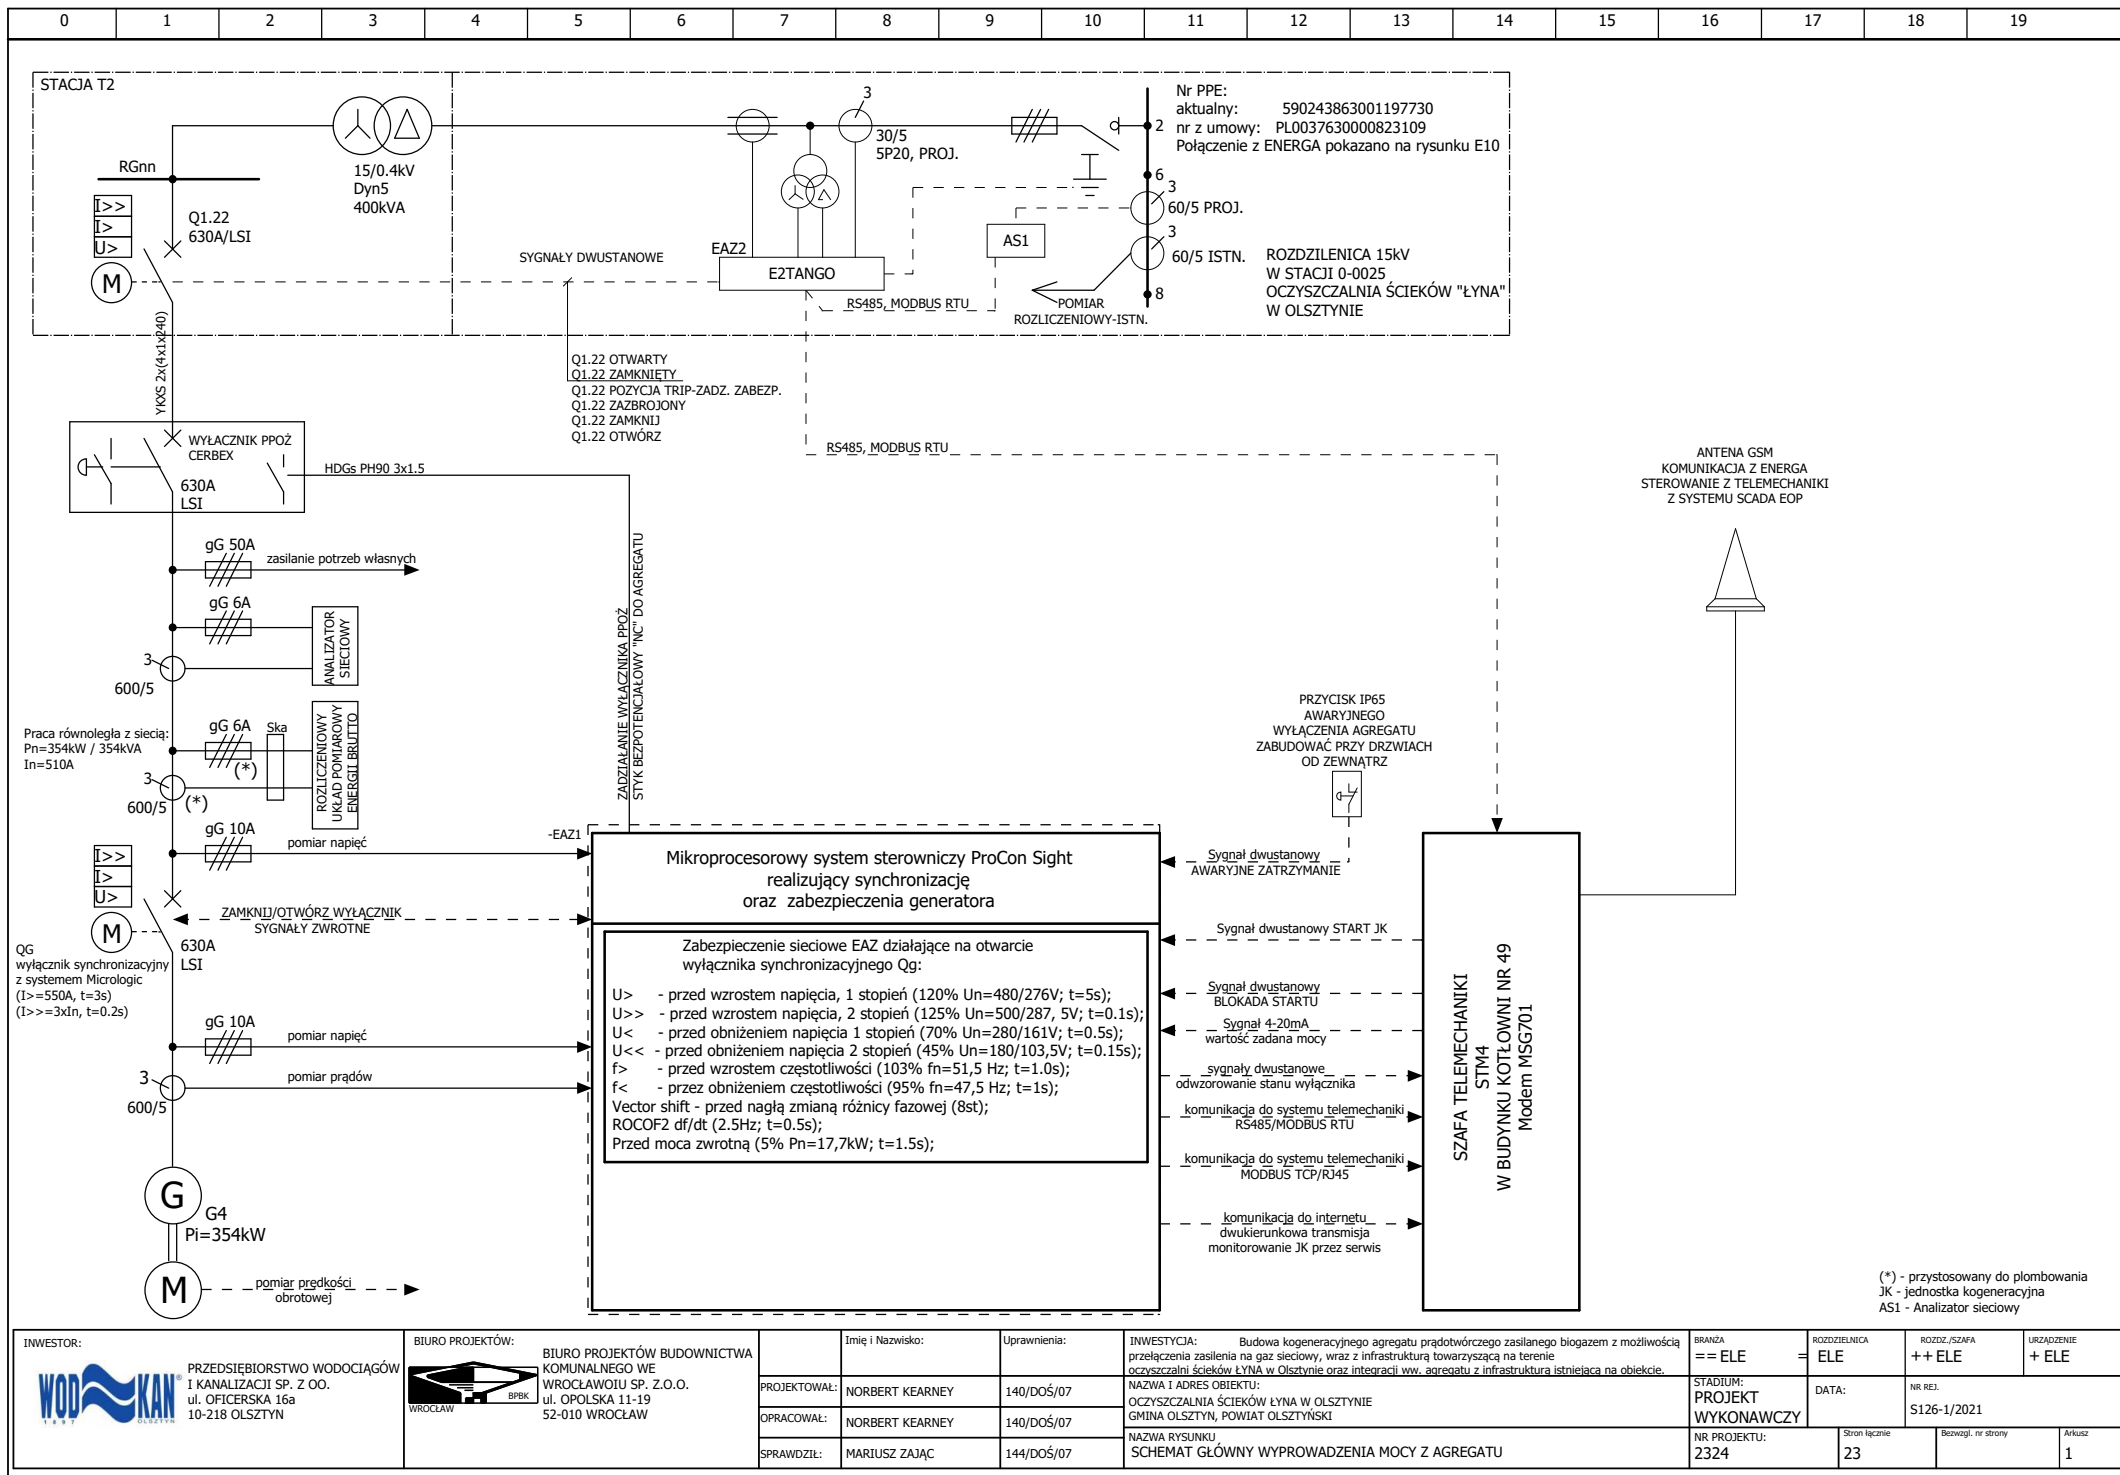 0 1 2 3 4 5 6 7 8 9 10 11 12 13 14 15 16 17 18 19
STACJA T2
RGnn
15/0.4kV
Dyn5
400kVA
I>>
I>
U>
Q1.22
630A/LSI
M
3
30/5
5P20, PROJ.
Nr PPE:
aktualny: 590243863001197730
nr z umowy: PL0037630000823109
Połączenie z ENERGA pokazano na rysunku E10
2
6
3
60/5 PROJ.
3
60/5 ISTN.
8
AS1
EAZ2
E2TANGO
SYGNAŁY DWUSTANOWE
RS485, MODBUS RTU
POMIAR
ROZLICZENIOWY-ISTN.
ROZDZILENICA 15kV
W STACJI 0-0025
OCZYSZCZALNIA ŚCIEKÓW "ŁYNA"
W OLSZTYNIE
YKXS 2x(4x1x240)
Q1.22 OTWARTY
Q1.22 ZAMKNIĘTY
Q1.22 POZYCJA TRIP-ZADZ. ZABEZP.
Q1.22 ZAZBROJONY
Q1.22 ZAMKNIJ
Q1.22 OTWÓRZ
RS485, MODBUS RTU
WYŁACZNIK PPOŻ
CERBEX
630A
LSI
HDGs PH90 3x1.5
ZADZIAŁANIE WYŁĄCZNIKA PPOŻ
STYK BEZPOTENCJAŁOWY "NC" DO AGREGATU
ANTENA GSM
KOMUNIKACJA Z ENERGA
STEROWANIE Z TELEMECHANIKI
Z SYSTEMU SCADA EOP
gG 50A
zasilanie potrzeb własnych
gG 6A
3
600/5
ANALIZATOR
SIECIOWY
Praca równoległa z siecią:
Pn=354kW / 354kVA
In=510A
gG 6A
Ska
(*)
3
600/5
(*)
ROZLICZENIOWY
UKŁAD POMIAROWY
ENERGII BRUTTO
gG 10A
pomiar napięć
-EAZ1
PRZYCISK IP65
AWARYJNEGO
WYŁĄCZENIA AGREGATU
ZABUDOWAĆ PRZY DRZWIACH
OD ZEWNĄTRZ
I>>
I>
U>
M
630A
LSI
QG
wyłącznik synchronizacyjny
z systemem Micrologic
(I>=550A, t=3s)
(I>>=3xIn, t=0.2s)
ZAMKNIJ/OTWÓRZ WYŁĄCZNIK
SYGNAŁY ZWROTNE
gG 10A
pomiar napięć
3
600/5
pomiar prądów
G
G4
Pi=354kW
M
pomiar prędkości
obrotowej
Mikroprocesorowy system sterowniczy ProCon Sight
realizujący synchronizację
oraz zabezpieczenia generatora
Zabezpieczenie sieciowe EAZ działające na otwarcie
wyłącznika synchronizacyjnego Qg:
U> - przed wzrostem napięcia, 1 stopień (120% Un=480/276V; t=5s);
U>> - przed wzrostem napięcia, 2 stopień (125% Un=500/287, 5V; t=0.1s);
U< - przed obniżeniem napięcia 1 stopień (70% Un=280/161V; t=0.5s);
U<< - przed obniżeniem napięcia 2 stopień (45% Un=180/103,5V; t=0.15s);
f> - przed wzrostem częstotliwości (103% fn=51,5 Hz; t=1.0s);
f< - przez obniżeniem częstotliwości (95% fn=47,5 Hz; t=1s);
Vector shift - przed nagłą zmianą różnicy fazowej (8st);
ROCOF2 df/dt (2.5Hz; t=0.5s);
Przed moca zwrotną (5% Pn=17,7kW; t=1.5s);
Sygnał dwustanowy
AWARYJNE ZATRZYMANIE
Sygnał dwustanowy START JK
Sygnał dwustanowy
BLOKADA STARTU
Sygnał 4-20mA
wartość zadana mocy
sygnały dwustanowe
odwzorowanie stanu wyłącznika
komunikacja do systemu telemechaniki
RS485/MODBUS RTU
komunikacja do systemu telemechaniki
MODBUS TCP/RJ45
komunikacja do internetu
dwukierunkowa transmisja
monitorowanie JK przez serwis
SZAFA TELEMECHANIKI
STM4
W BUDYNKU KOTŁOWNI NR 49
Modem MSG701
(*) - przystosowany do plombowania
JK - jednostka kogeneracyjna
AS1 - Analizator sieciowy
INWESTOR:
WOD KAN
1897 OLSZTYN
PRZEDSIĘBIORSTWO WODOCIĄGÓW
I KANALIZACJI SP. Z OO.
ul. OFICERSKA 16a
10-218 OLSZTYN
BIURO PROJEKTÓW:
BPBK
WROCŁAW
BIURO PROJEKTÓW BUDOWNICTWA
KOMUNALNEGO WE
WROCŁAWOIU SP. Z.O.O.
ul. OPOLSKA 11-19
52-010 WROCŁAW
Imię i Nazwisko: Uprawnienia:
PROJEKTOWAŁ: NORBERT KEARNEY 140/DOŚ/07
OPRACOWAŁ: NORBERT KEARNEY 140/DOŚ/07
SPRAWDZIŁ: MARIUSZ ZAJĄC 144/DOŚ/07
INWESTYCJA: Budowa kogeneracyjnego agregatu prądotwórczego zasilanego biogazem z możliwością
przełączenia zasilenia na gaz sieciowy, wraz z infrastrukturą towarzyszącą na terenie
oczyszczalni ścieków ŁYNA w Olsztynie oraz integracji ww. agregatu z infrastrukturą istniejącą na obiekcie.
NAZWA I ADRES OBIEKTU:
OCZYSZCZALNIA ŚCIEKÓW ŁYNA W OLSZTYNIE
GMINA OLSZTYN, POWIAT OLSZTYŃSKI
NAZWA RYSUNKU
SCHEMAT GŁÓWNY WYPROWADZENIA MOCY Z AGREGATU
BRANŻA ROZDZIELNICA ROZDZ./SZAFA URZĄDZENIE
== ELE = ELE ++ ELE + ELE
STADIUM:
PROJEKT
WYKONAWCZY
DATA:
NR REJ.
S126-1/2021
NR PROJEKTU:
2324
Stron łącznie
23
Bezwzgl. nr strony
Arkusz
1